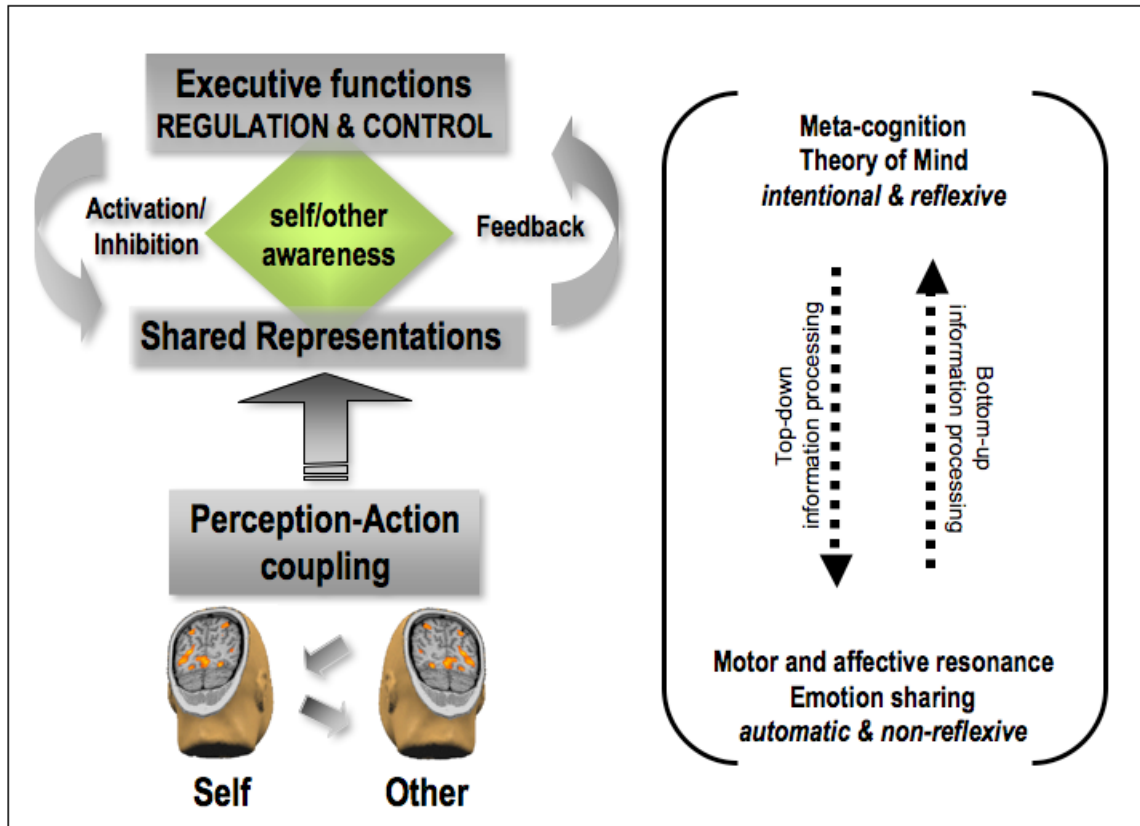 Executive functions
REGULATION & CONTROL
Activation/
Inhibition
self/other
awareness
Feedback
Shared Representations
Perception-Action
coupling
Self
Other
Meta-cognition
Theory of Mind
intentional & reflexive
Top-down
information processing
Bottom-up
information processing
Motor and affective resonance
Emotion sharing
automatic & non-reflexive